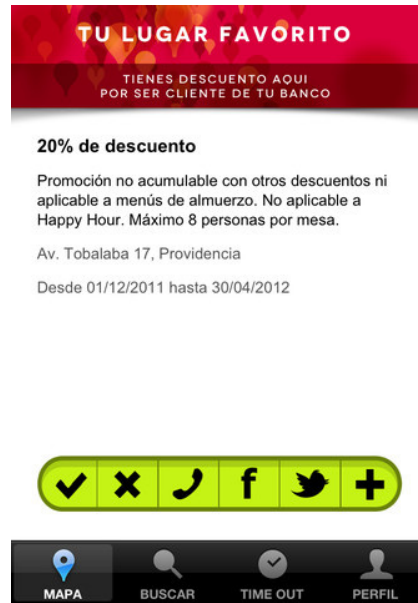 TU LUGAR FAVORITO
TIENES DESCUENTO AQUI
POR SER CLIENTE DE TU BANCO
20% de descuento
Promoción no acumulable con otros descuentos ni
aplicable a menús de almuerzo. No aplicable a
Happy Hour. Máximo 8 personas por mesa.
Av. Tobalaba 17, Providencia
Desde 01/12/2011 hasta 30/04/2012
f
MAPA BUSCAR TIME OUT PERFIL